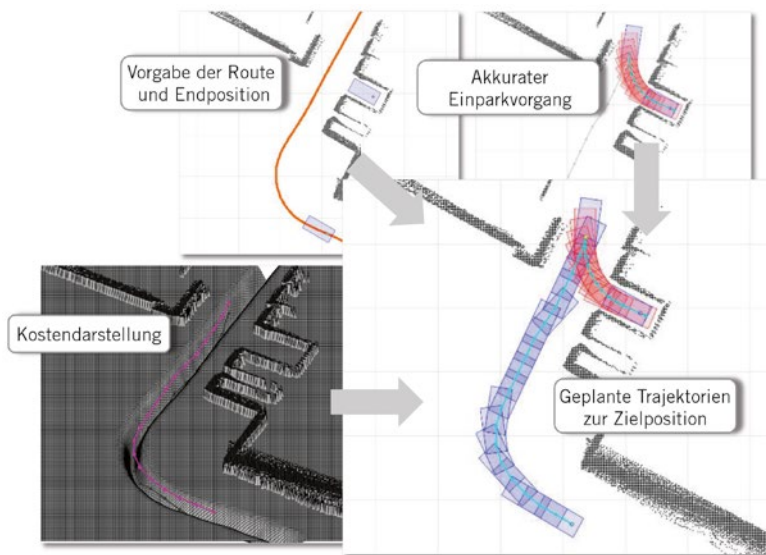 Vorgabe der Route
und Endposition
Akkurater
Einparkvorgang
Kostendarstellung
Geplante Trajektorien
zur Zielposition